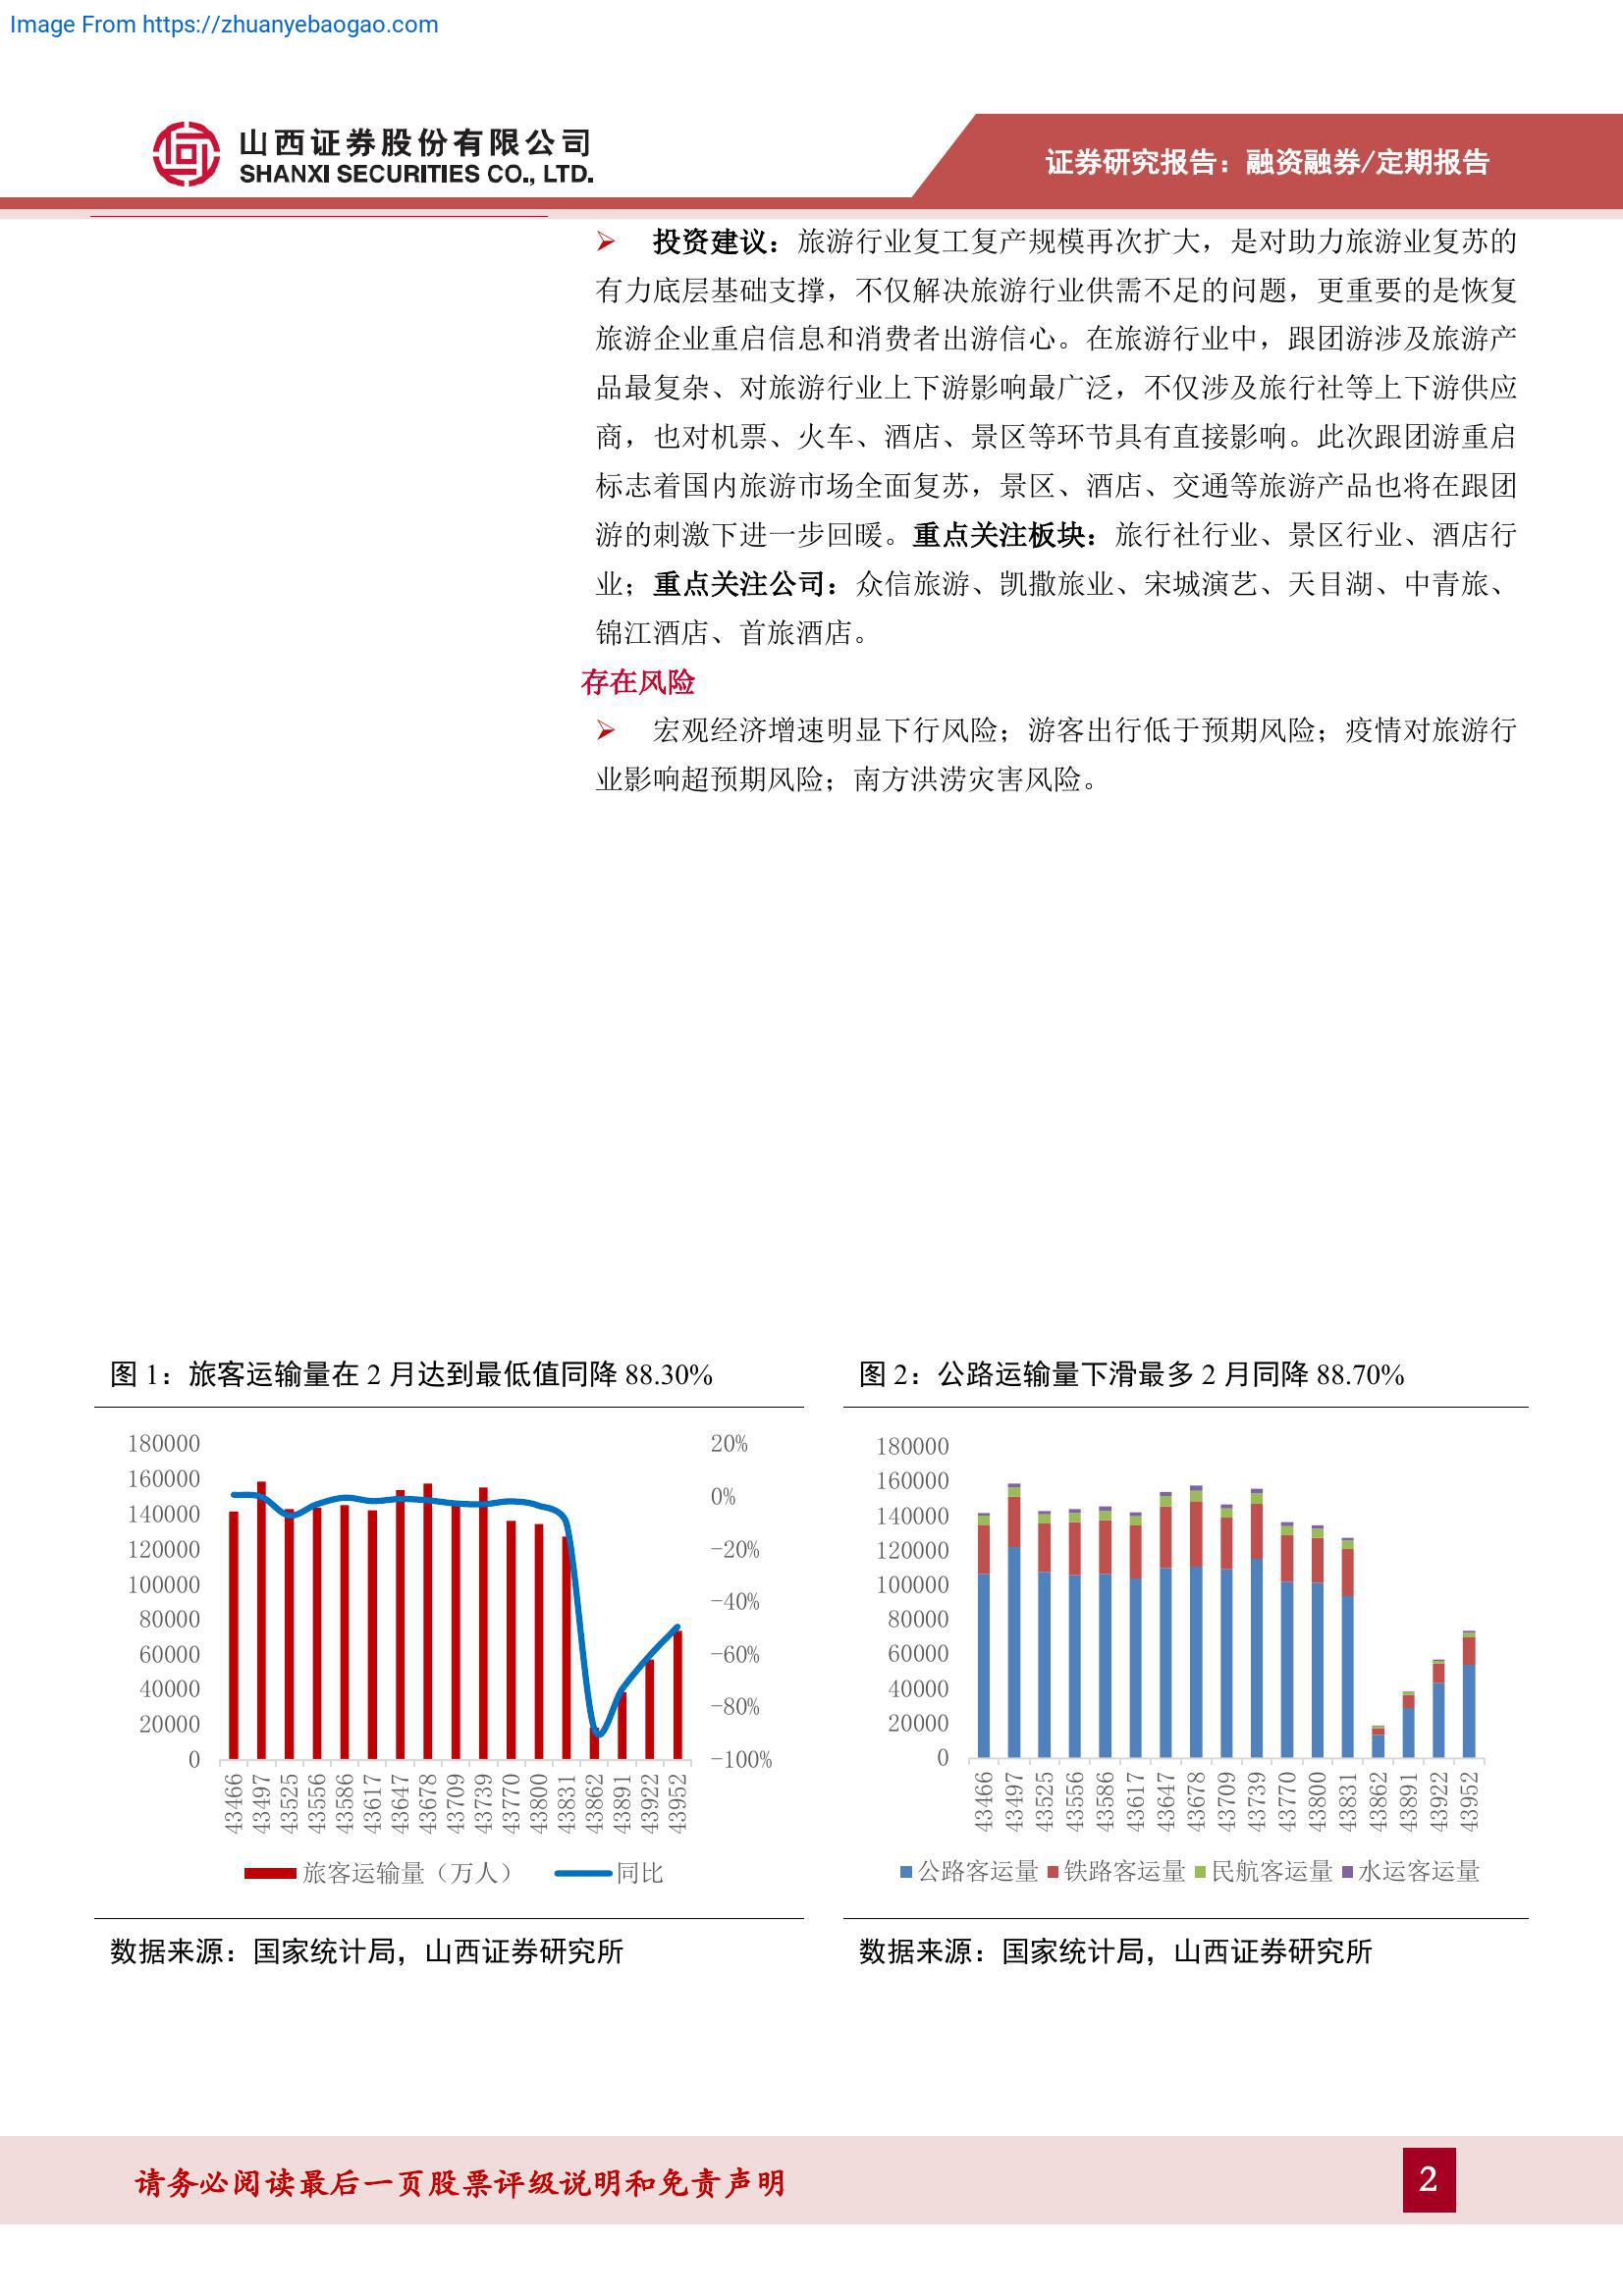 Image From https://zhuanyebaogao.com
山西证券股份有限公司
SHANXI SECURITIES CO., LTD.
证券研究报告：融资融券/定期报告
➢ 投资建议：旅游行业复工复产规模再次扩大，是对助力旅游业复苏的
有力底层基础支撑，不仅解决旅游行业供需不足的问题，更重要的是恢复
旅游企业重启信息和消费者出游信心。在旅游行业中，跟团游涉及旅游产
品最复杂、对旅游行业上下游影响最广泛，不仅涉及旅行社等上下游供应
商，也对机票、火车、酒店、景区等环节具有直接影响。此次跟团游重启
标志着国内旅游市场全面复苏，景区、酒店、交通等旅游产品也将在跟团
游的刺激下进一步回暖。重点关注板块：旅行社行业、景区行业、酒店行
业；重点关注公司：众信旅游、凯撒旅业、宋城演艺、天目湖、中青旅、
锦江酒店、首旅酒店。
存在风险
➢ 宏观经济增速明显下行风险；游客出行低于预期风险；疫情对旅游行
业影响超预期风险；南方洪涝灾害风险。
图 1：旅客运输量在 2 月达到最低值同降 88.30%
180000
160000
140000
120000
100000
80000
60000
40000
20000
0
20%
0%
-20%
-40%
-60%
-80%
-100%
43466 43497 43525 43556 43586 43617 43647 43678 43709 43739 43770 43800 43831 43862 43891 43922 43952
旅客运输量（万人） 同比
数据来源：国家统计局，山西证券研究所
图 2：公路运输量下滑最多 2 月同降 88.70%
180000
160000
140000
120000
100000
80000
60000
40000
20000
0
43466 43497 43525 43556 43586 43617 43647 43678 43709 43739 43770 43800 43831 43862 43891 43922 43952
公路客运量 铁路客运量 民航客运量 水运客运量
数据来源：国家统计局，山西证券研究所
请务必阅读最后一页股票评级说明和免责声明
2